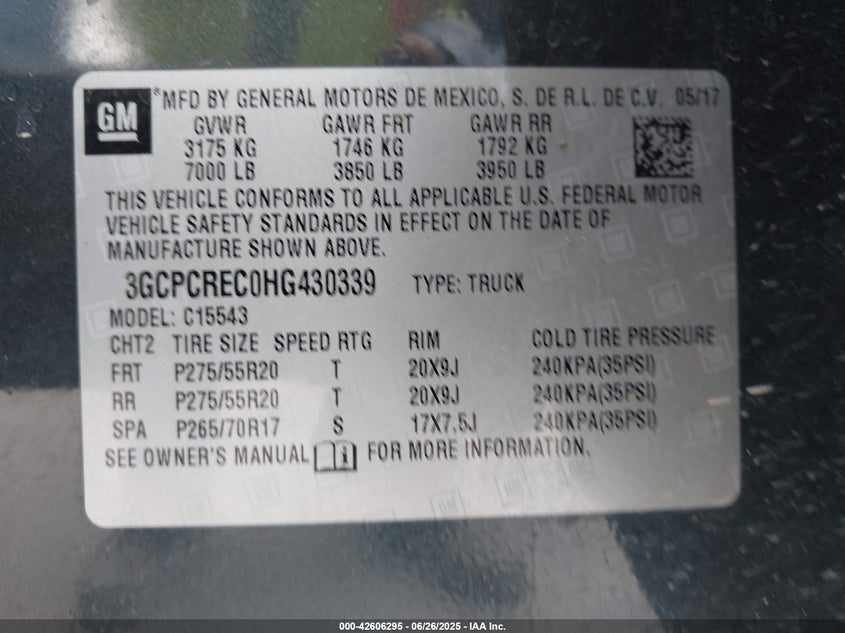 GM
®MFD BY GENERAL MOTORS DE MEXICO, S. DE R.L. DE C.V. 05/17
GVWR GAWR FRT GAWR RR
3175 KG 1746 KG 1792 KG
7000 LB 3850 LB 3950 LB
THIS VEHICLE CONFORMS TO ALL APPLICABLE U.S. FEDERAL MOTOR
VEHICLE SAFETY STANDARDS IN EFFECT ON THE DATE OF
MANUFACTURE SHOWN ABOVE.
3GCPCREC0HG430339 TYPE: TRUCK
MODEL: C15543
CHT2 TIRE SIZE SPEED RTG RIM COLD TIRE PRESSURE
FRT P275/55R20 T 20X9J 240KPA(35PSI)
RR P275/55R20 T 20X9J 240KPA(35PSI)
SPA P265/70R17 S 17X7.5J 240KPA(35PSI)
SEE OWNER'S MANUAL FOR MORE INFORMATION.
000-42606295 - 06/26/2025 - IAA Inc.